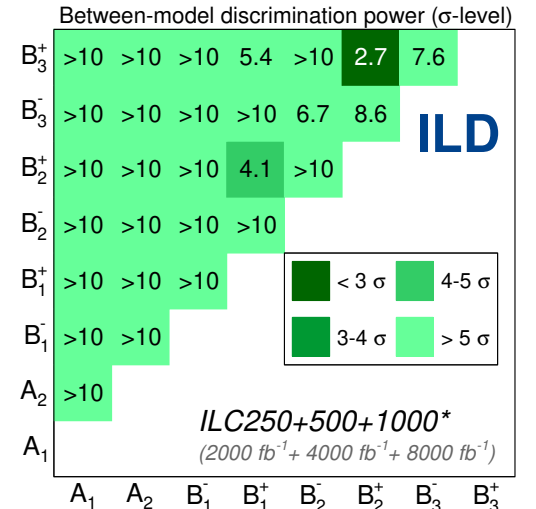 Between-model discrimination power (σ-level)
B₃⁺ >10 >10 >10 5.4 >10 2.7 7.6
B₃⁻ >10 >10 >10 >10 6.7 8.6
ILD
B₂⁺ >10 >10 >10 4.1 >10
B₂⁻ >10 >10 >10 >10
B₁⁺ >10 >10 >10
< 3 σ 4-5 σ
B₁⁻ >10 >10
3-4 σ > 5 σ
A₂ >10
ILC250+500+1000*
A₁
(2000 fb⁻¹+ 4000 fb⁻¹+ 8000 fb⁻¹)
A₁ A₂ B₁⁻ B₁⁺ B₂⁻ B₂⁺ B₃⁻ B₃⁺